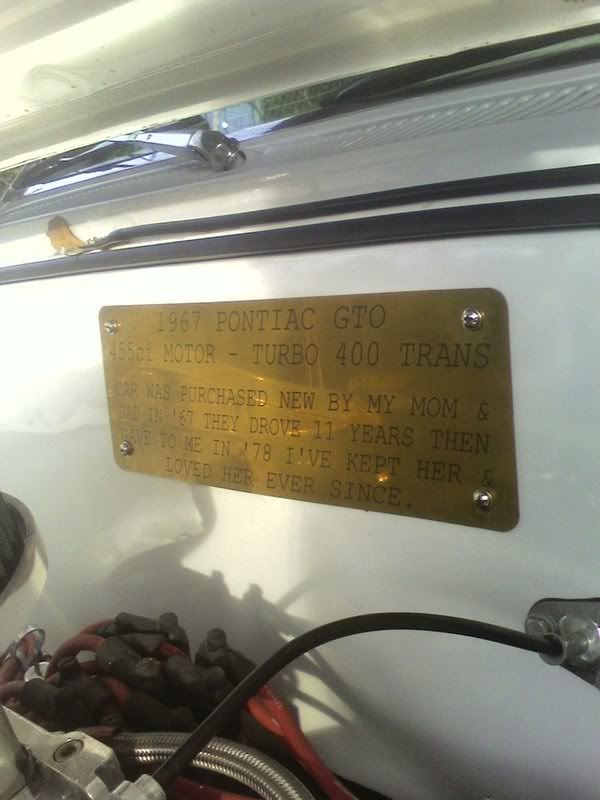 1967 PONTIAC GTO
455ci MOTOR - TURBO 400 TRANS
CAR WAS PURCHASED NEW BY MY MOM &
DAD IN '67 THEY DROVE 11 YEARS THEN
GAVE TO ME IN '78 I'VE KEPT HER &
LOVED HER EVER SINCE.